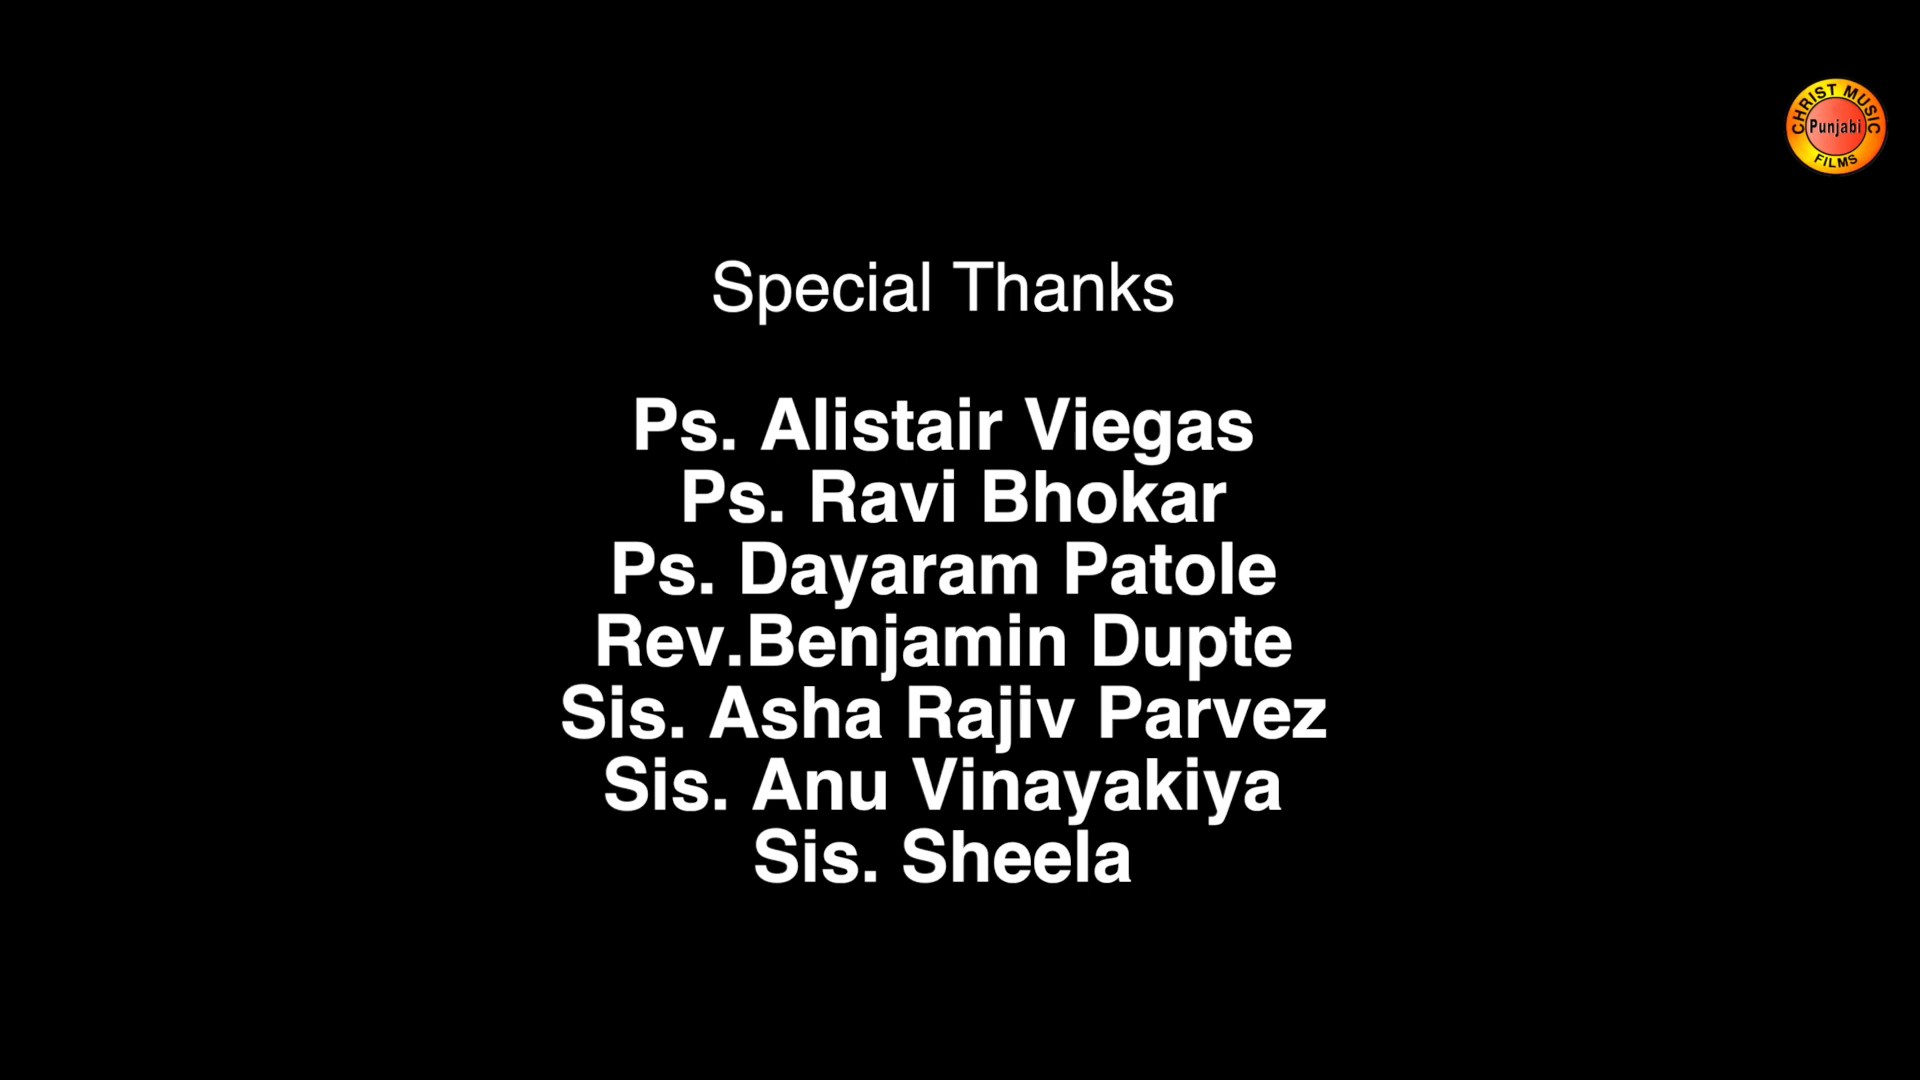 CHRIST MUSIC
Punjabi
FILMS
Special Thanks
Ps. Alistair Viegas
Ps. Ravi Bhokar
Ps. Dayaram Patole
Rev.Benjamin Dupte
Sis. Asha Rajiv Parvez
Sis. Anu Vinayakiya
Sis. Sheela